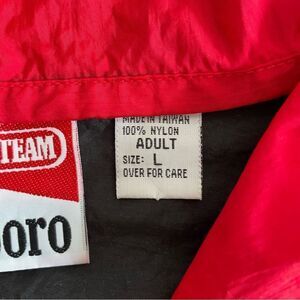 TEAM
oro
MADE IN TAIWAN
100% NYLON
ADULT
SIZE: L
OVER FOR CARE